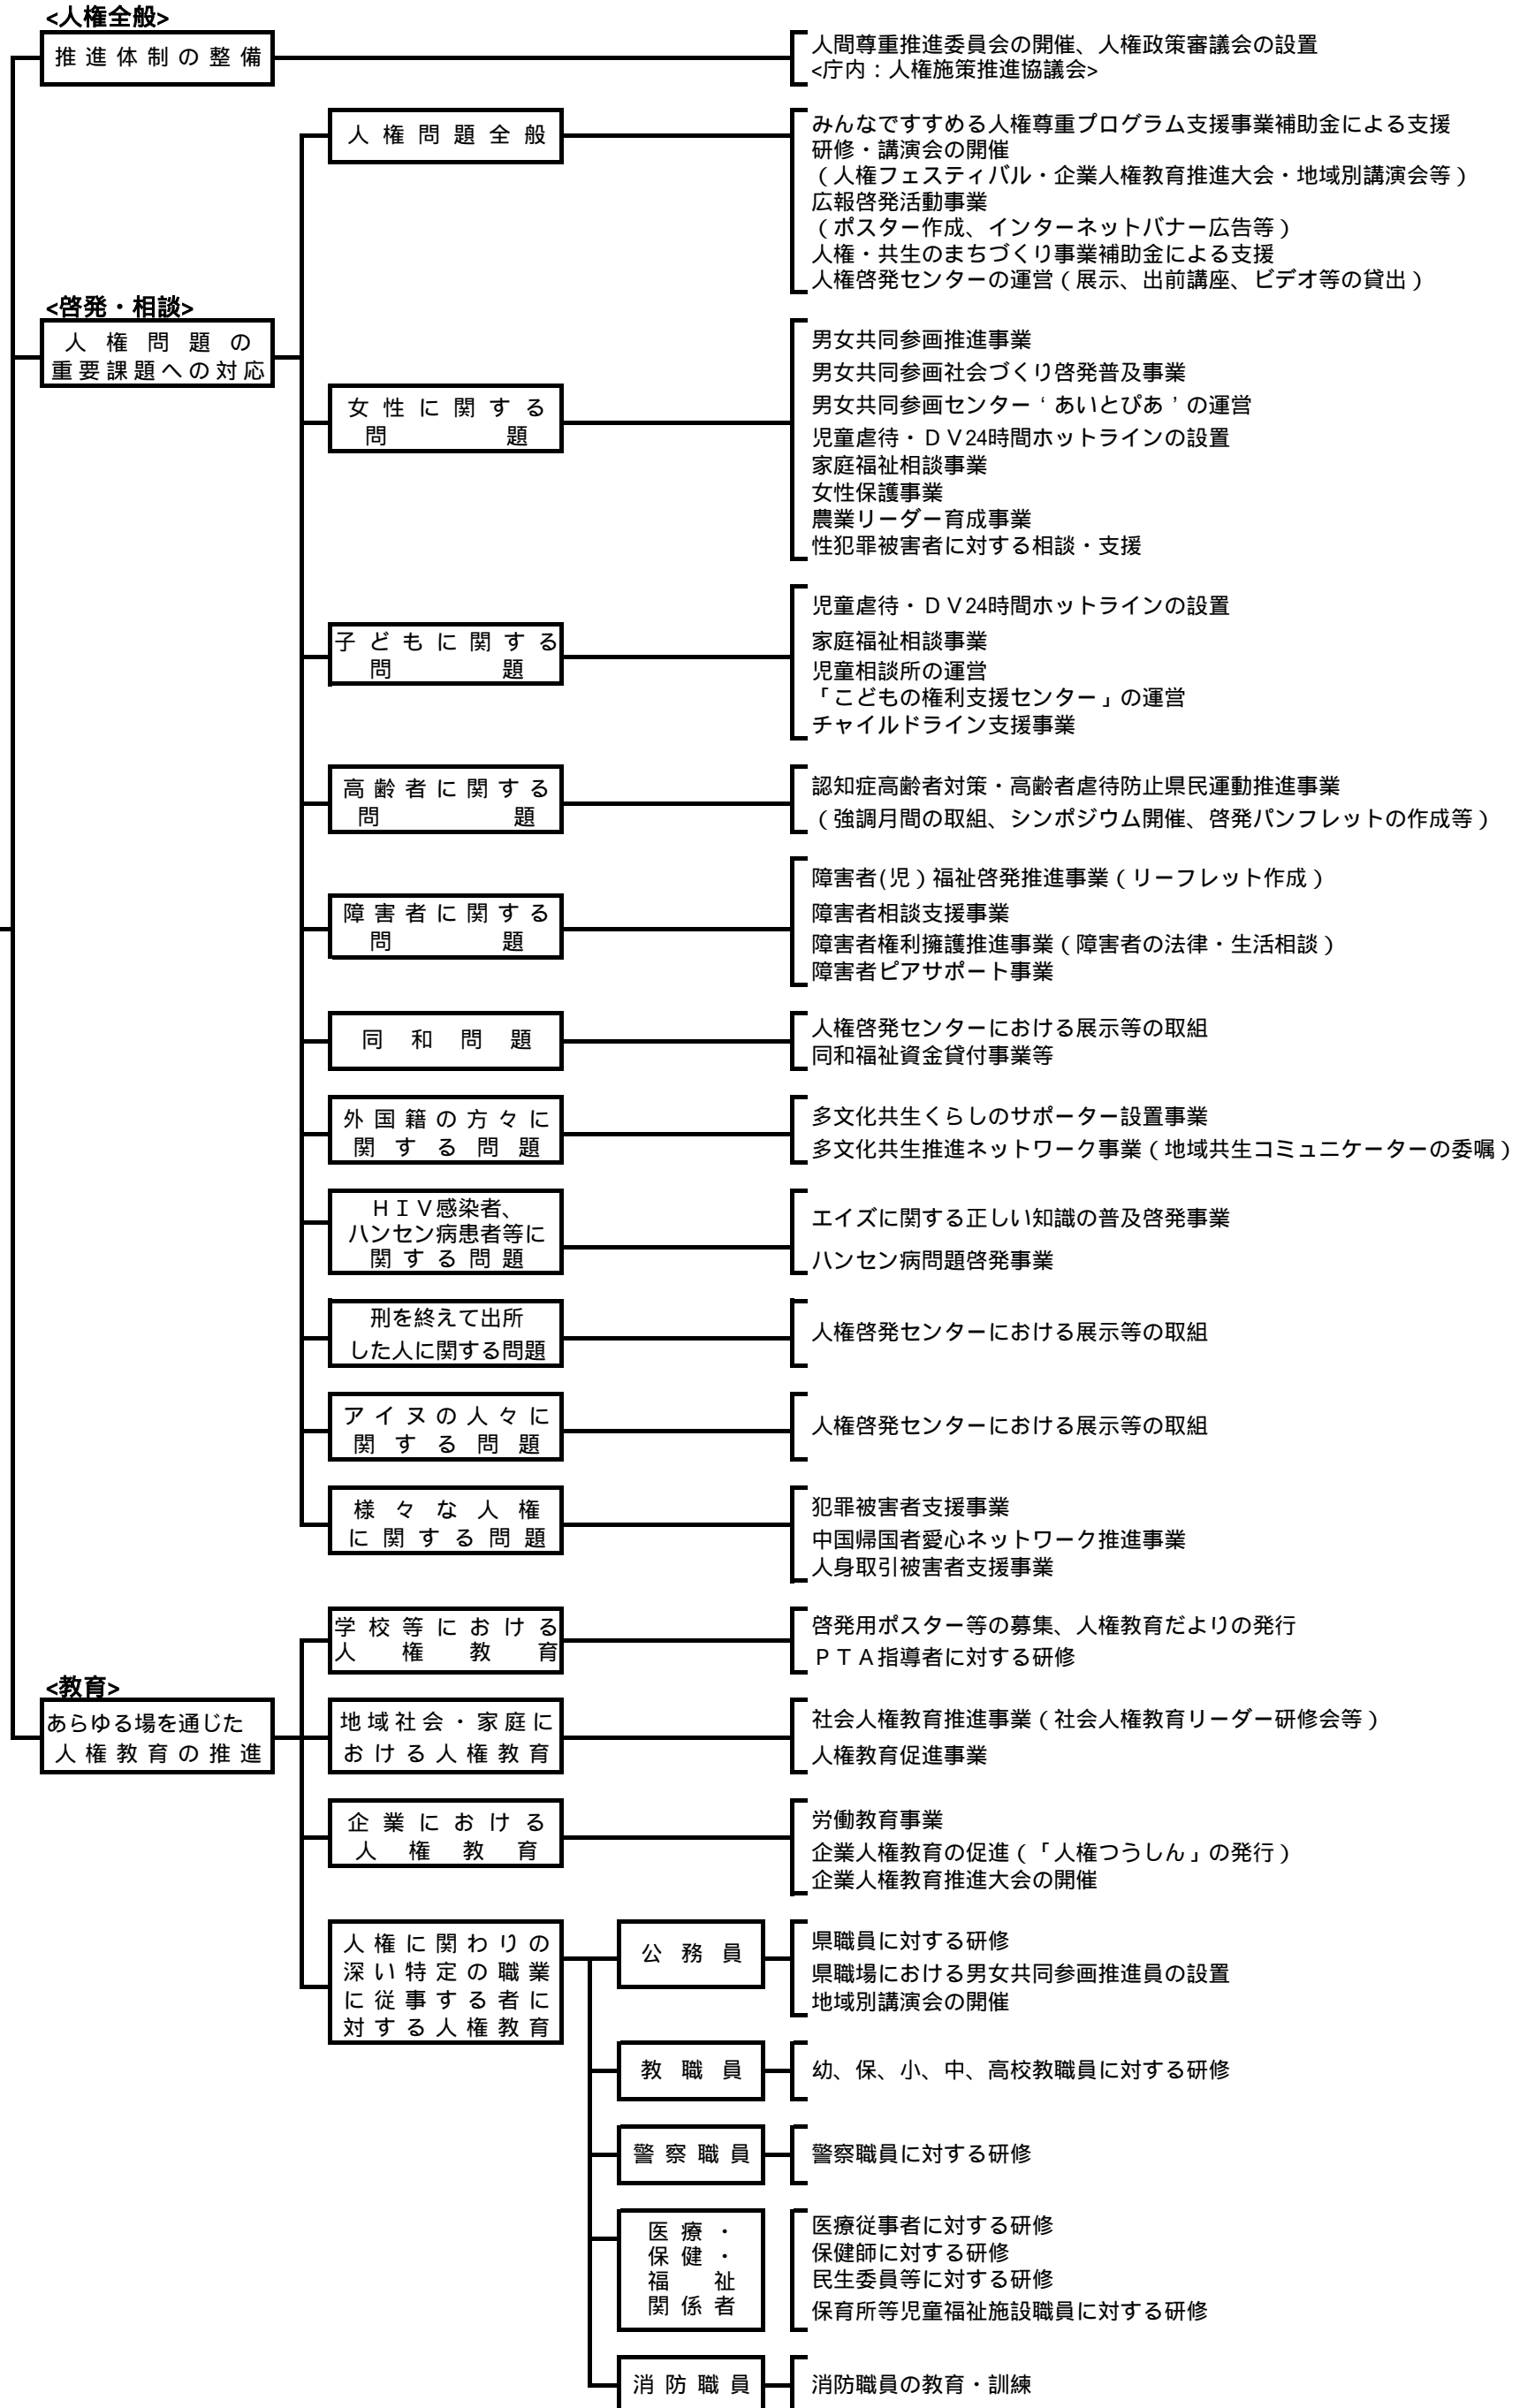 <人権全般>
推進体制の整備
人間尊重推進委員会の開催、人権政策審議会の設置
<庁内：人権施策推進協議会>
人権問題全般
みんなですすめる人権尊重プログラム支援事業補助金による支援
研修・講演会の開催
（人権フェスティバル・企業人権教育推進大会・地域別講演会等）
広報啓発活動事業
（ポスター作成、インターネットバナー広告等）
人権・共生のまちづくり事業補助金による支援
人権啓発センターの運営（展示、出前講座、ビデオ等の貸出）
<啓発・相談>
人権問題の
重要課題への対応
女性に関する
問題
男女共同参画推進事業
男女共同参画社会づくり啓発普及事業
男女共同参画センター‘あいとぴあ’の運営
児童虐待・ＤＶ24時間ホットラインの設置
家庭福祉相談事業
女性保護事業
農業リーダー育成事業
性犯罪被害者に対する相談・支援
子どもに関する
問題
児童虐待・ＤＶ24時間ホットラインの設置
家庭福祉相談事業
児童相談所の運営
「こどもの権利支援センター」の運営
チャイルドライン支援事業
高齢者に関する
問題
認知症高齢者対策・高齢者虐待防止県民運動推進事業
（強調月間の取組、シンポジウム開催、啓発パンフレットの作成等）
障害者に関する
問題
障害者(児）福祉啓発推進事業（リーフレット作成）
障害者相談支援事業
障害者権利擁護推進事業（障害者の法律・生活相談）
障害者ピアサポート事業
同和問題
人権啓発センターにおける展示等の取組
同和福祉資金貸付事業等
外国籍の方々に
関する問題
多文化共生くらしのサポーター設置事業
多文化共生推進ネットワーク事業（地域共生コミュニケーターの委嘱）
ＨＩＶ感染者、
ハンセン病患者等に
関する問題
エイズに関する正しい知識の普及啓発事業
ハンセン病問題啓発事業
刑を終えて出所
した人に関する問題
人権啓発センターにおける展示等の取組
アイヌの人々に
関する問題
人権啓発センターにおける展示等の取組
様々な人権
に関する問題
犯罪被害者支援事業
中国帰国者愛心ネットワーク推進事業
人身取引被害者支援事業
学校等における
人権教育
啓発用ポスター等の募集、人権教育だよりの発行
ＰＴＡ指導者に対する研修
<教育>
あらゆる場を通じた
人権教育の推進
地域社会・家庭に
おける人権教育
社会人権教育推進事業（社会人権教育リーダー研修会等）
人権教育促進事業
企業における
人権教育
労働教育事業
企業人権教育の促進（「人権つうしん」の発行）
企業人権教育推進大会の開催
人権に関わりの
深い特定の職業
に従事する者に
対する人権教育
公務員
県職員に対する研修
県職場における男女共同参画推進員の設置
地域別講演会の開催
教職員
幼、保、小、中、高校教職員に対する研修
警察職員
警察職員に対する研修
医療・
保健・
福祉
関係者
医療従事者に対する研修
保健師に対する研修
民生委員等に対する研修
保育所等児童福祉施設職員に対する研修
消防職員
消防職員の教育・訓練